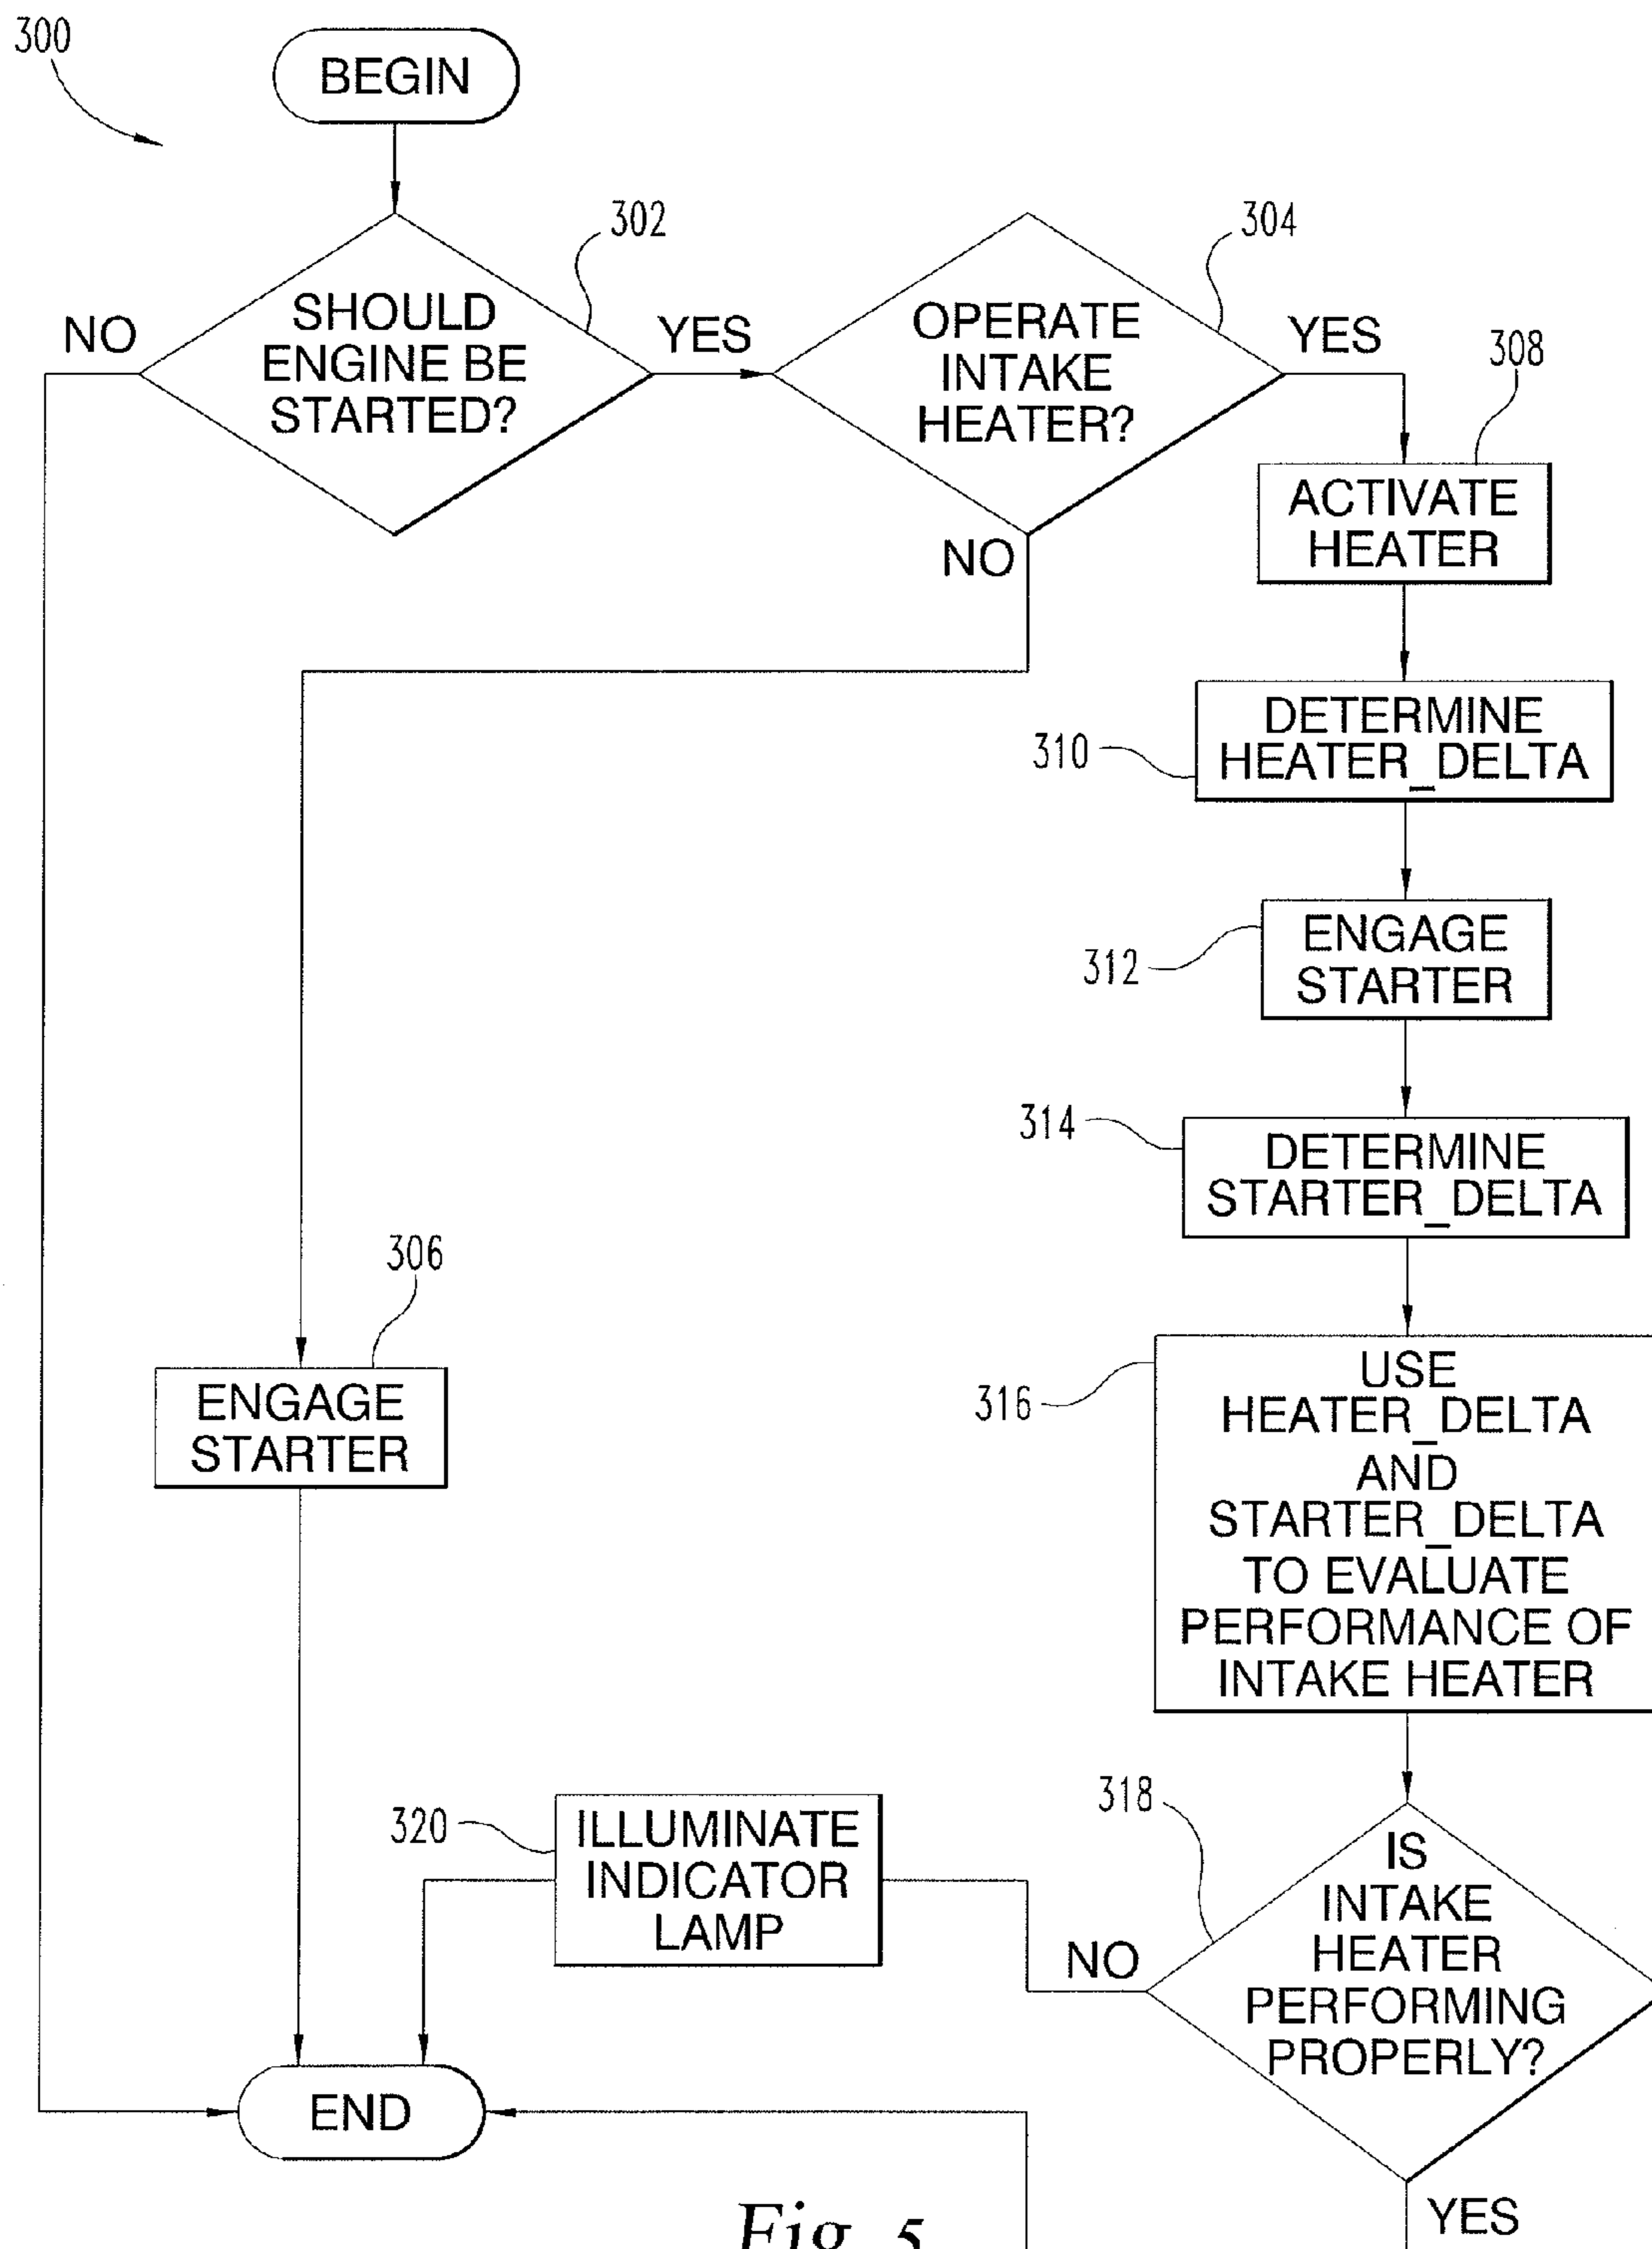 300
BEGIN
302
304
SHOULD
ENGINE BE
STARTED?
NO
YES
OPERATE
INTAKE
HEATER?
YES
NO
308
ACTIVATE
HEATER
310
DETERMINE
HEATER_DELTA
312
ENGAGE
STARTER
314
DETERMINE
STARTER_DELTA
306
ENGAGE
STARTER
316
USE
HEATER_DELTA
AND
STARTER_DELTA
TO EVALUATE
PERFORMANCE OF
INTAKE HEATER
318
320
ILLUMINATE
INDICATOR
LAMP
IS
INTAKE
HEATER
PERFORMING
PROPERLY?
NO
END
YES
Fig. 5